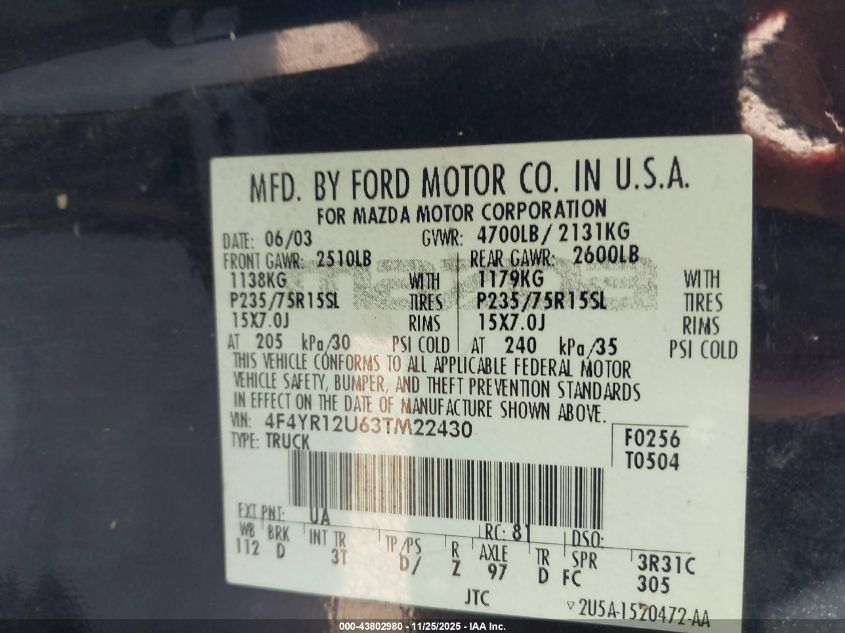 MFD. BY FORD MOTOR CO. IN U.S.A.
FOR MAZDA MOTOR CORPORATION
DATE: 06/03 GVWR: 4700LB/ 2131KG
FRONT GAWR: 2510LB REAR GAWR: 2600LB
1138KG WITH 1179KG WITH
P235/75R15SL TIRES P235/75R15SL TIRES
15X7.0J RIMS 15X7.0J RIMS
AT 205 kPa/30 PSI COLD AT 240 kPa/35 PSI COLD
THIS VEHICLE CONFORMS TO ALL APPLICABLE FEDERAL MOTOR
VEHICLE SAFETY, BUMPER, AND THEFT PREVENTION STANDARDS
IN EFFECT ON THE DATE OF MANUFACTURE SHOWN ABOVE.
VIN: 4F4YR12U63TM22430
TYPE: TRUCK
F0256
T0504
EXT PNT: UA RC: 81 DSO:
WB BRK INT TR TP/PS R AXLE TR SPR
112 D 3T D/ Z 97 D FC
3R31C
305
JTC
▽2U5A-1520472-AA
mazda
000-43802980 - 11/25/2025 - IAA Inc.